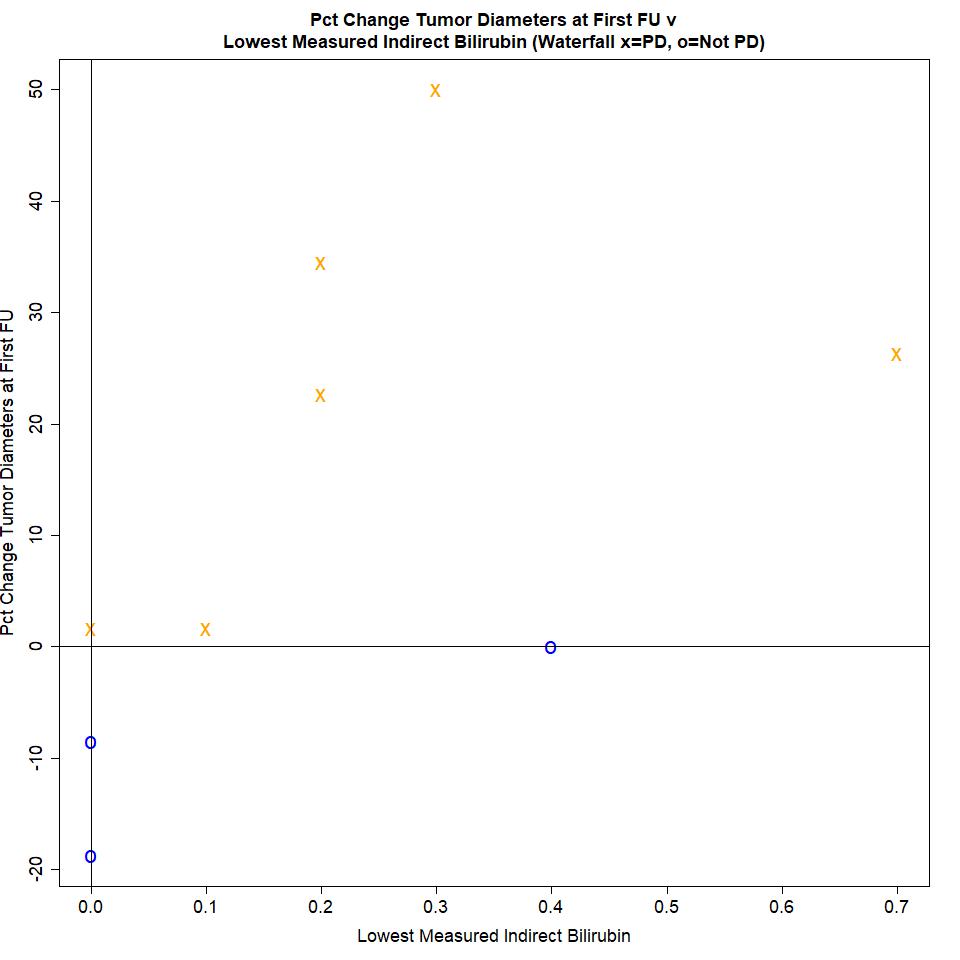 Pct Change Tumor Diameters at First FU v
Lowest Measured Indirect Bilirubin (Waterfall x=PD, o=Not PD)
Pct Change Tumor Diameters at First FU
50
40
30
20
10
0
-10
-20
X
X
X
X
X
X
O
O
O
0.0 0.1 0.2 0.3 0.4 0.5 0.6 0.7
Lowest Measured Indirect Bilirubin